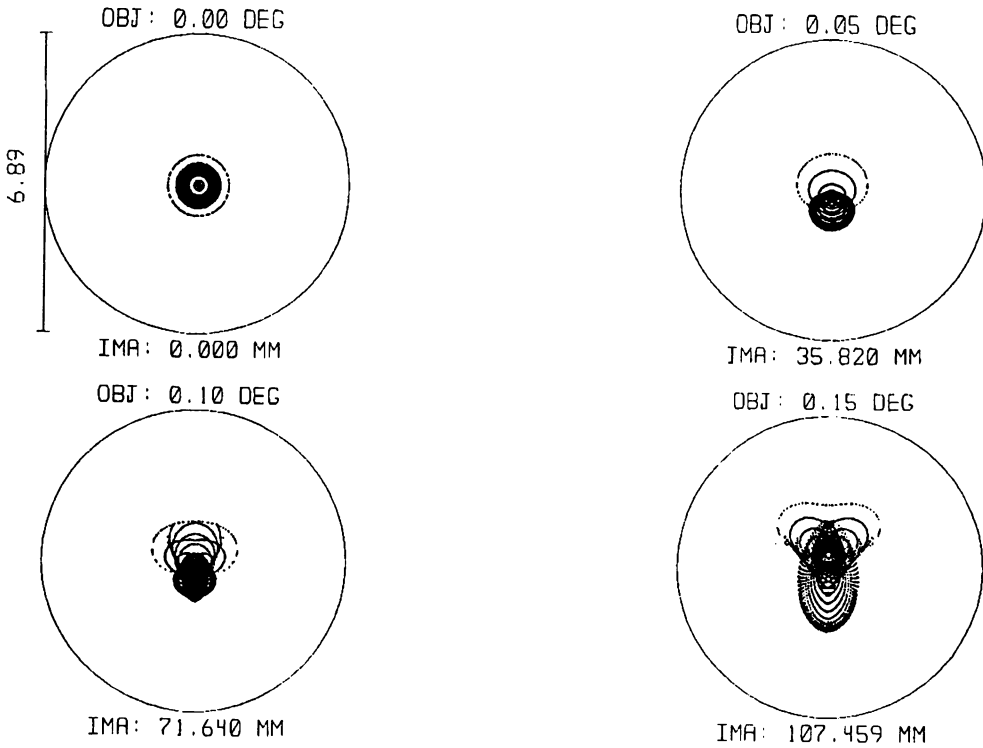 OBJ: 0.00 DEG
OBJ: 0.05 DEG
6.89
IMA: 0.000 MM
IMA: 35.820 MM
OBJ: 0.10 DEG
OBJ: 0.15 DEG
IMA: 71.640 MM
IMA: 107.459 MM